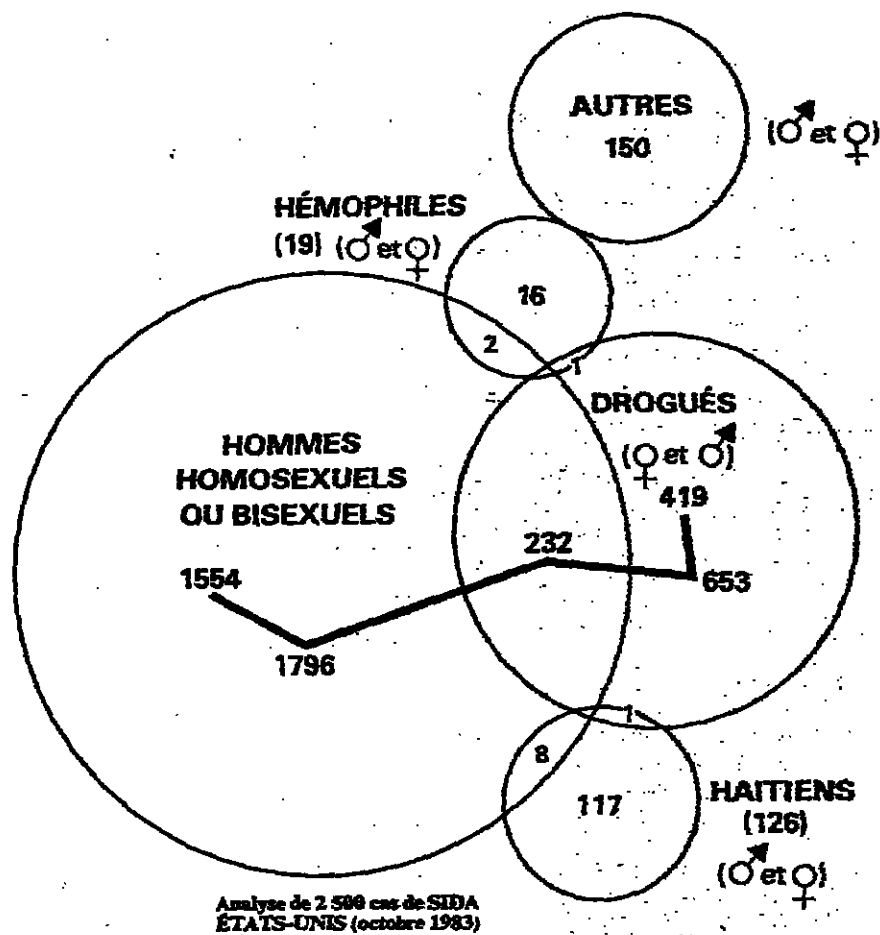 AUTRES
150
(♂ et ♀)
HÉMOPHILES
(19) (♂ et ♀)
16
2
1
DROGUÉS
(♀ et ♂)
419
HOMMES
HOMOSEXUELS
OU BISEXUELS
232
1554
653
1796
1
8
117
HAITIENS
(126)
(♂ et ♀)
Analyse de 2 500 cas de SIDA
ÉTATS-UNIS (octobre 1983)